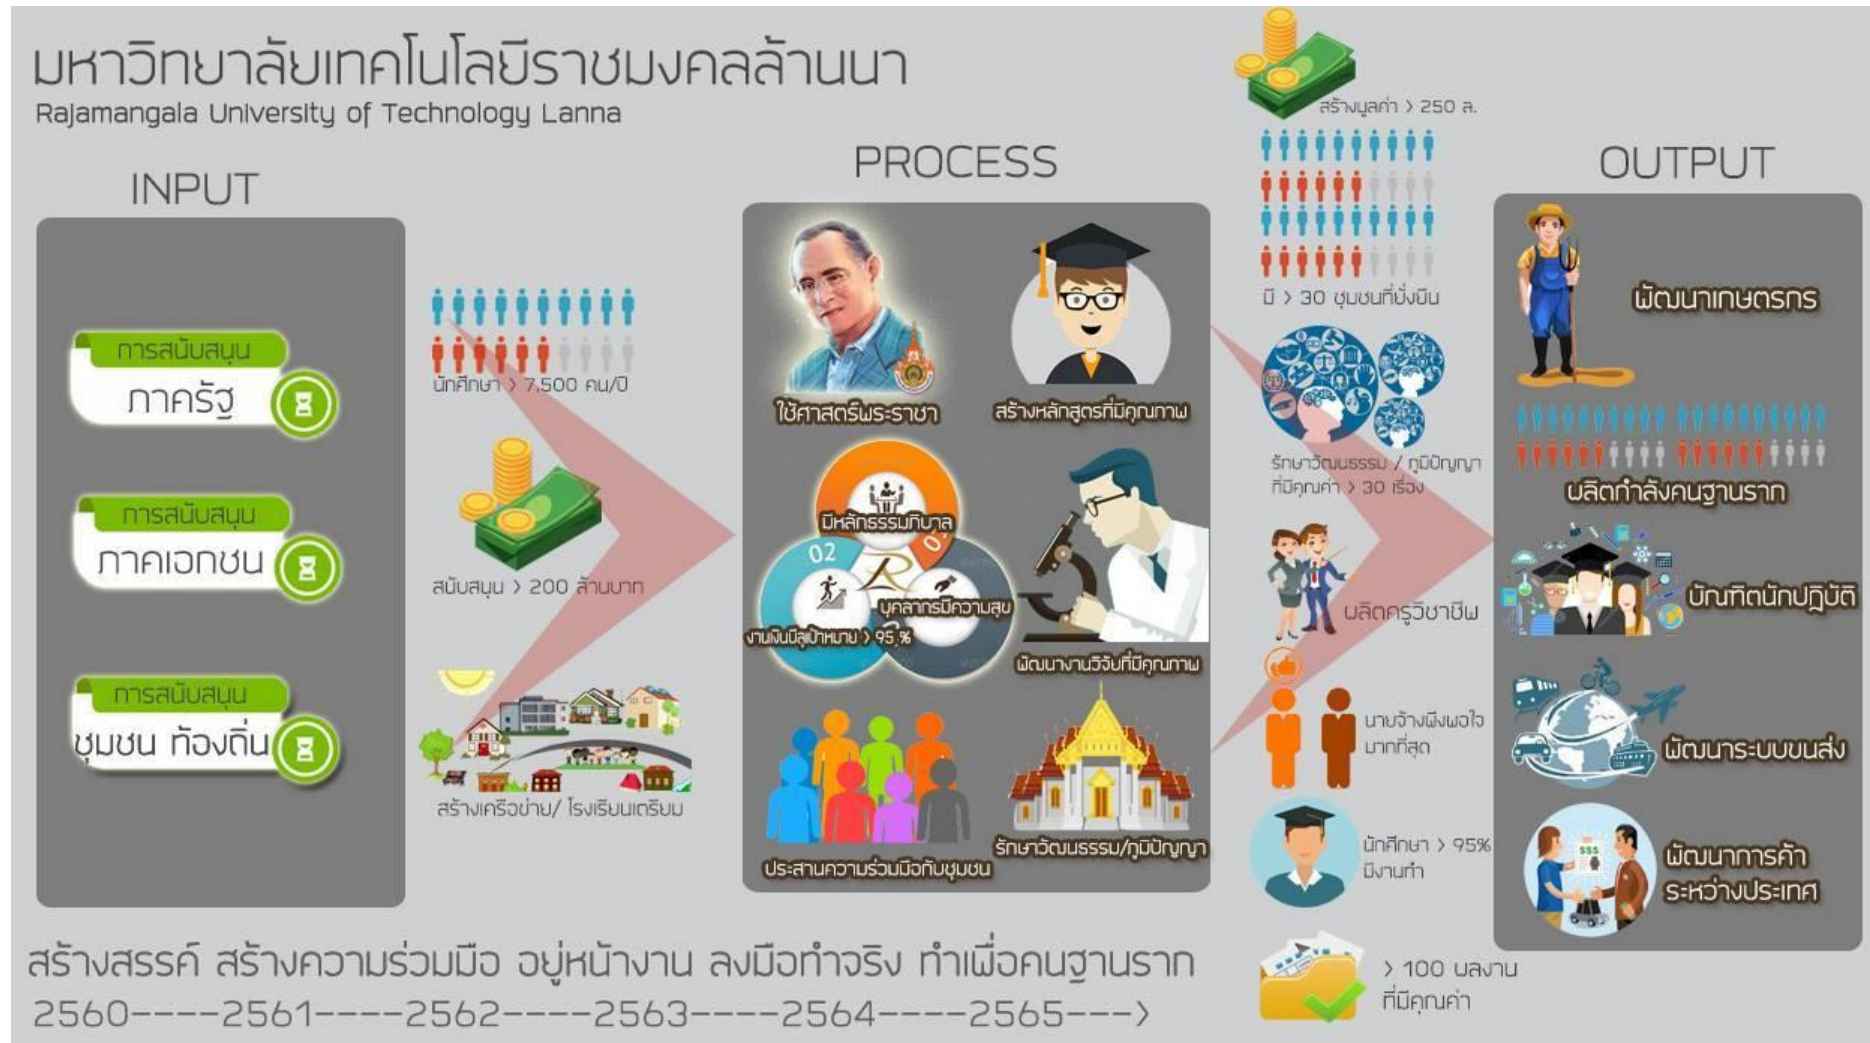 มหาวิทยาลัยเทคโนโลยีราชมงคลล้านนา
Rajamangala University of Technology Lanna
INPUT
การสนับสนุน
ภาครัฐ
การสนับสนุน
ภาคเอกชน
การสนับสนุน
ชุมชน ท้องถิ่น
นักศึกษา > 7,500 คน/ปี
สนับสนุน > 200 ล้านบาท
สร้างเครือข่าย/ โรงเรียนเตรียม
PROCESS
ใช้ศาสตร์พระราชา
สร้างหลักสูตรที่มีคุณภาพ
มีหลักธรรมภิบาล
02
03
R
บุคลากรมีความสุข
งานเงินบีลุเป้าหมาย > 95 %
พัฒนางานวิจัยที่มีคุณภาพ
ประสานความร่วมมือกับชุมชน
รักษาวัฒนธรรม/ภูมิปัญญา
สร้างมูลค่า > 250 ล.
มี > 30 ชุมชนที่ยั่งยืน
รักษาวัฒนธรรม / ภูมิปัญญา
ที่มีคุณค่า > 30 เรื่อง
ผลิตครูวิชาชีพ
นายจ้างพึงพอใจ
มากที่สุด
นักศึกษา > 95%
มีงานทำ
> 100 ผลงาน
ที่มีคุณค่า
OUTPUT
พัฒนาเกษตรกร
ผลิตกำลังคนฐานราก
บัณฑิตนักปฏิบัติ
พัฒนาระบบขนส่ง
$$$
พัฒนาการค้า
ระหว่างประเทศ
สร้างสรรค์ สร้างความร่วมมือ อยู่หน้างาน ลงมือทำจริง ทำเพื่อคนฐานราก
2560----2561----2562----2563----2564----2565--->